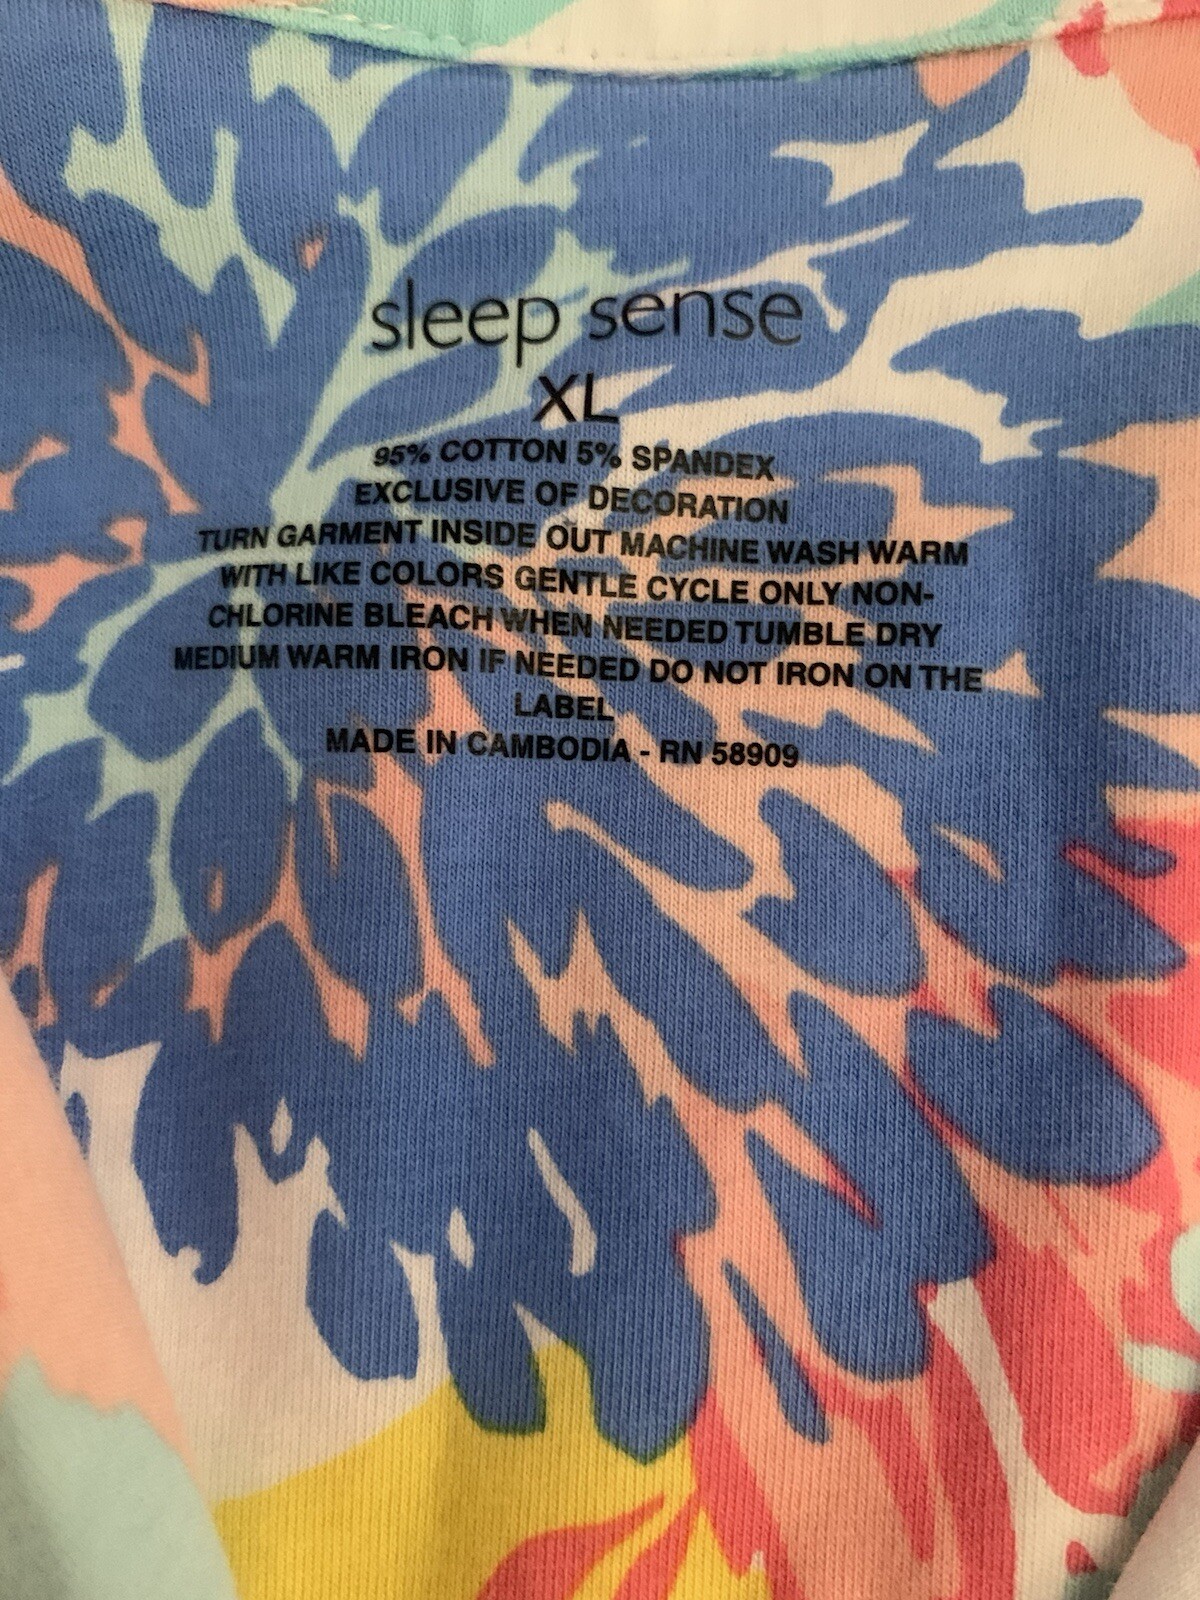 sleep sense
XL
95% COTTON 5% SPANDEX
EXCLUSIVE OF DECORATION
TURN GARMENT INSIDE OUT MACHINE WASH WARM
WITH LIKE COLORS GENTLE CYCLE ONLY NON-
CHLORINE BLEACH WHEN NEEDED TUMBLE DRY
MEDIUM WARM IRON IF NEEDED DO NOT IRON ON THE
LABEL
MADE IN CAMBODIA - RN 58909